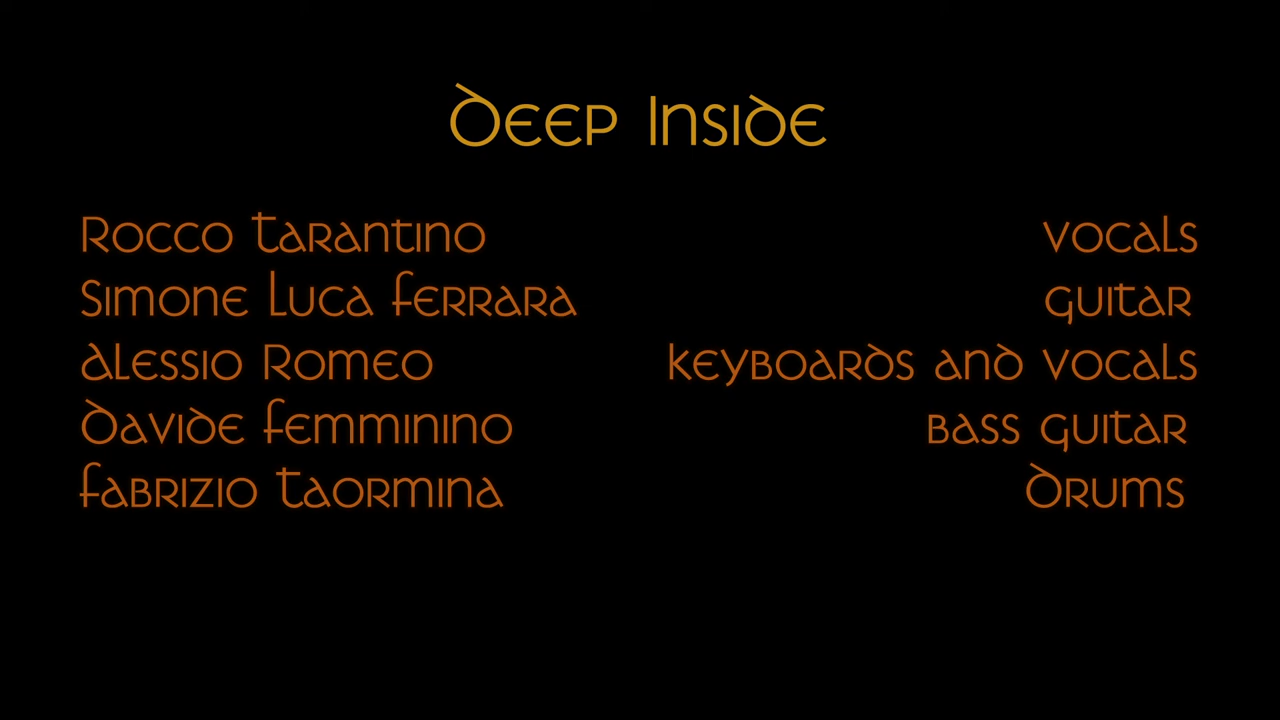 Deep Inside
Rocco Tarantino vocals
Simone Luca Ferrara guitar
Alessio Romeo keyboards and vocals
Davide Femminino bass guitar
Fabrizio Taormina drums